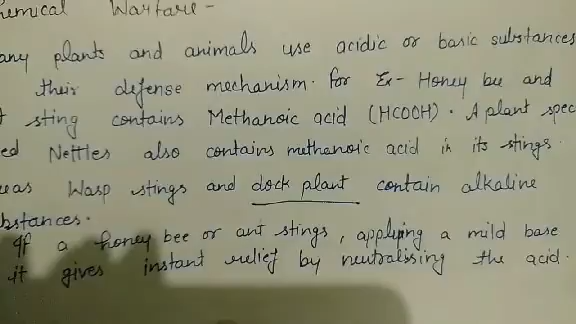 hemical Warfare -
any plants and animals use acidic or basic substances
their defense mechanism. for Ex- Honey bee and
sting contains Methanoic acid (HCOOH). A plant spec
ed Nettles also contains methanoic acid in its stings.
eas Wasp stings and dock plant contain alkaline
bstances.
If a honey bee or ant stings, applying a mild base
it gives instant relief by neutralising the acid.